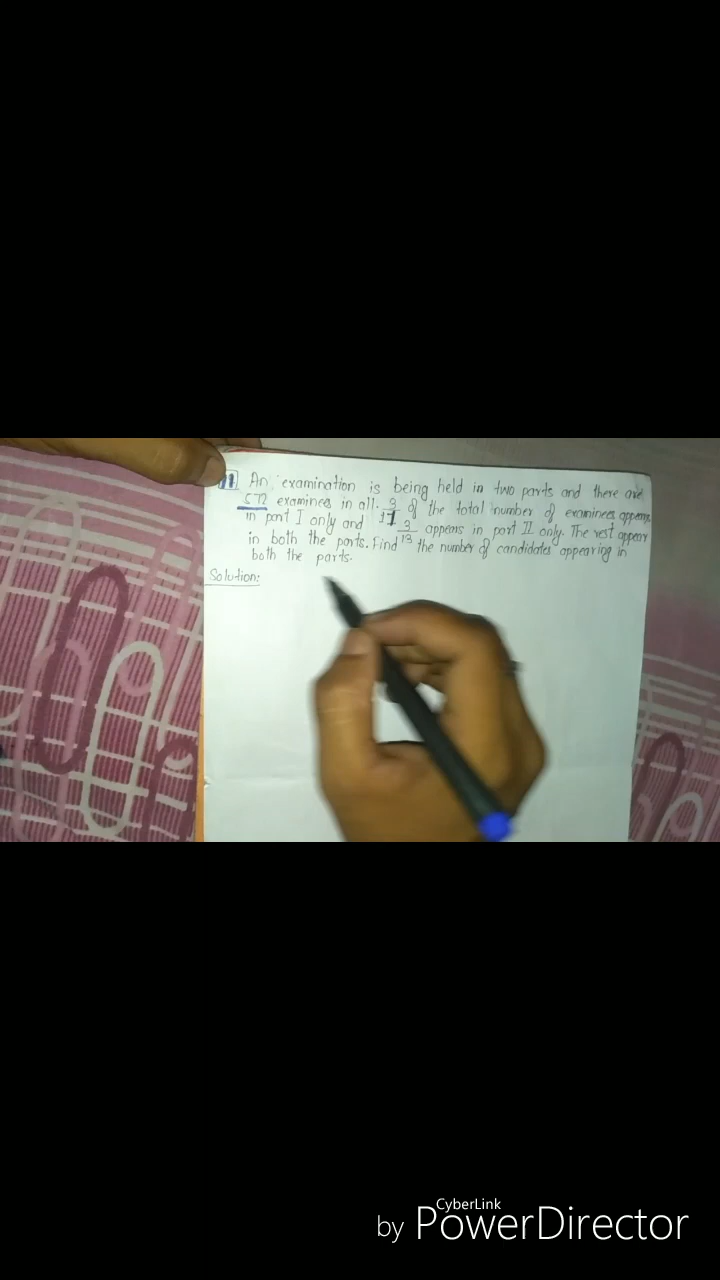 11 An examination is being held in two parts and there are
572 examinees in all. 3/11 of the total number of examinees appears
in part I only and 3/13 appears in part II only. The rest appear
in both the parts. Find the number of candidates appearing in
both the parts.
Solution:
CyberLink
by PowerDirector